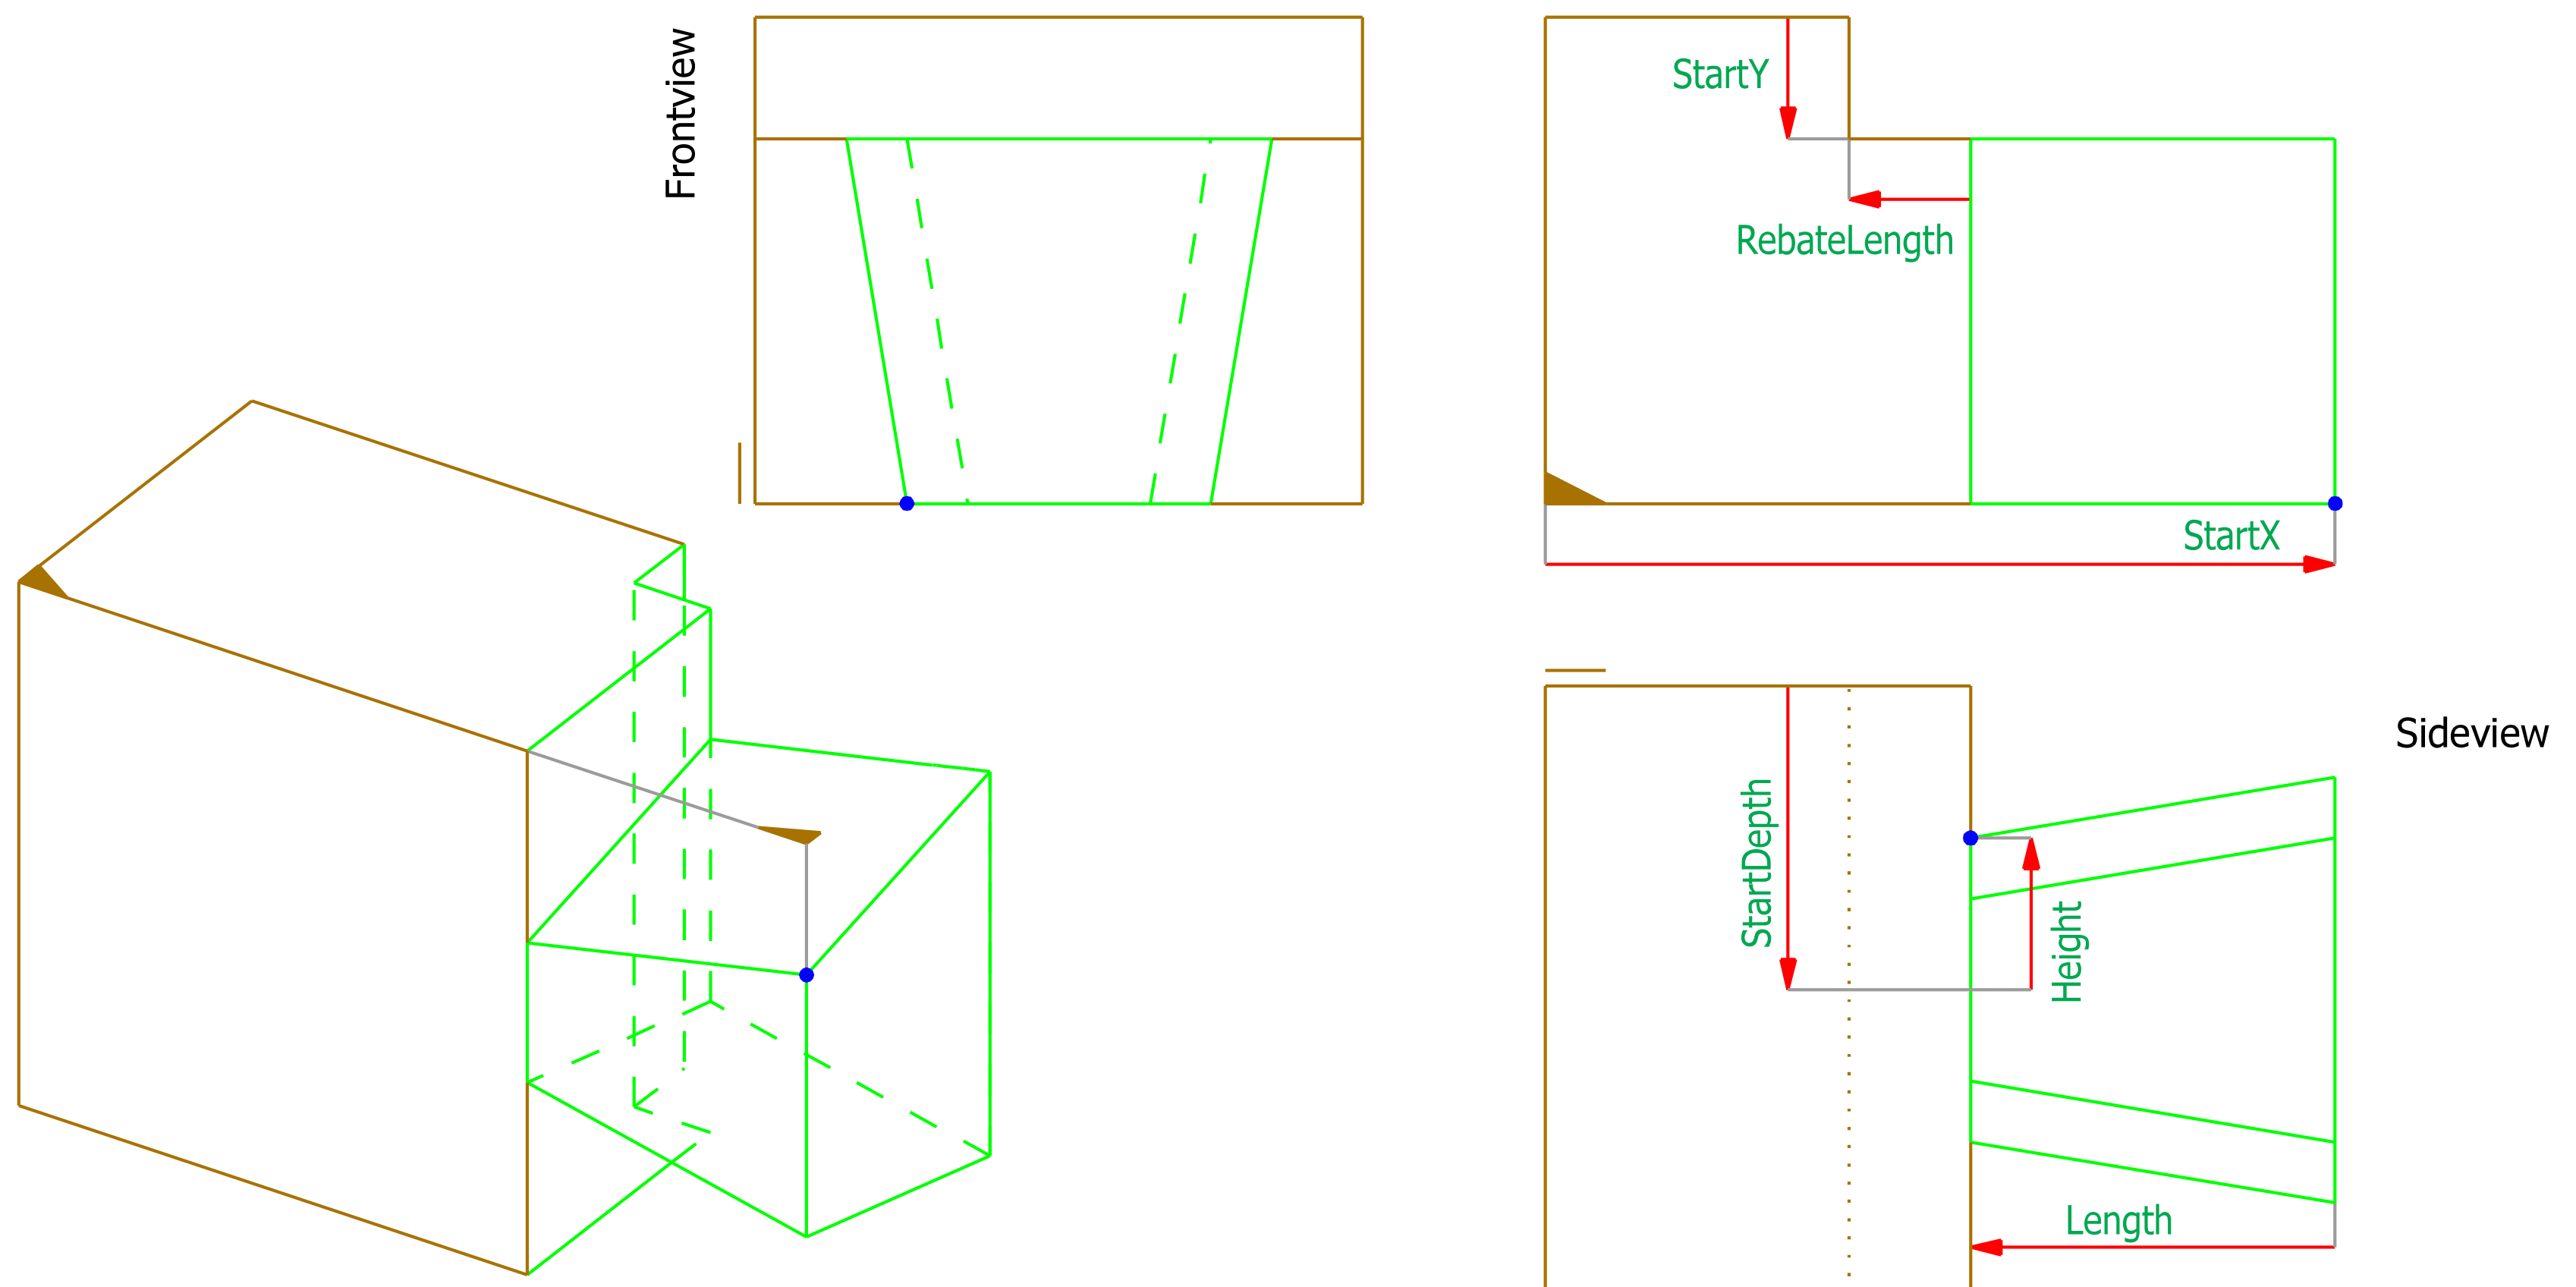 Frontview
StartY
RebateLength
StartX
Sideview
StartDepth
Height
Length